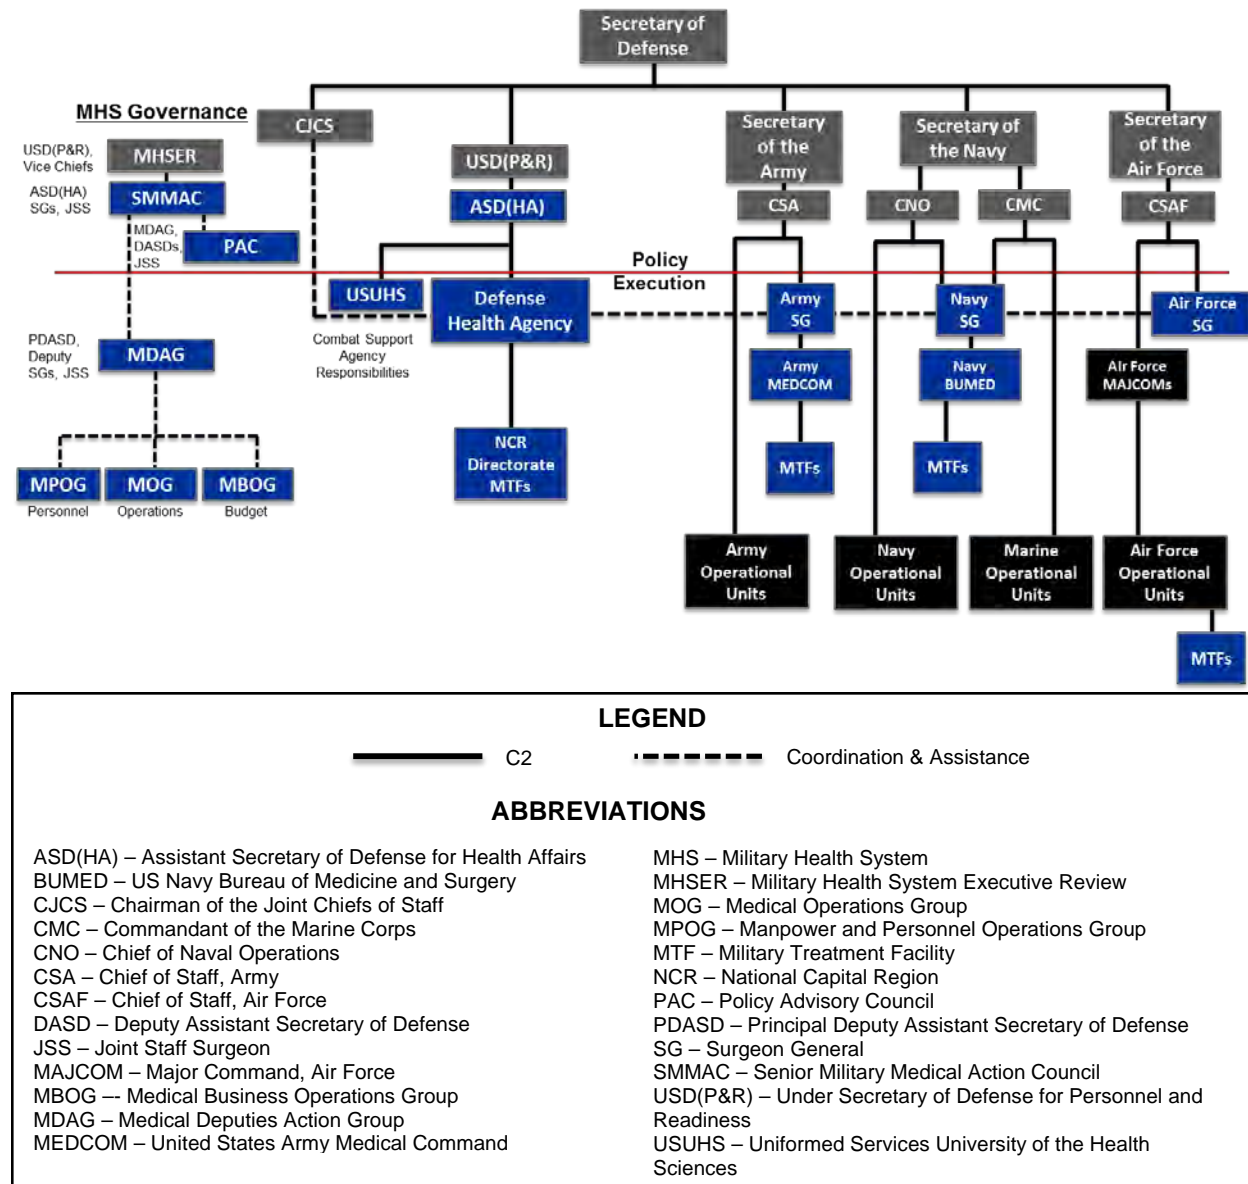 Secretary of
Defense
MHS Governance
CJCS
Secretary
of the
Army
Secretary of
the Navy
Secretary
of the
Air Force
USD(P&R),
Vice Chiefs
MHSER
USD(P&R)
ASD(HA)
SGs, JSS
SMMAC
ASD(HA)
CSA
CNO
CMC
CSAF
MDAG,
DASDs,
JSS
PAC
Policy
Execution
USUHS
Defense
Health Agency
Army
SG
Navy
SG
Air Force
SG
Combat Support
Agency
Responsibilities
PDASD,
Deputy
SGs, JSS
MDAG
Army
MEDCOM
Navy
BUMED
Air Force
MAJCOMs
NCR
Directorate
MTFs
MTFs
MTFs
MPOG
MOG
MBOG
Personnel
Operations
Budget
Army
Operational
Units
Navy
Operational
Units
Marine
Operational
Units
Air Force
Operational
Units
MTFs
LEGEND
C2
Coordination & Assistance
ABBREVIATIONS
ASD(HA) – Assistant Secretary of Defense for Health Affairs
BUMED – US Navy Bureau of Medicine and Surgery
CJCS – Chairman of the Joint Chiefs of Staff
CMC – Commandant of the Marine Corps
CNO – Chief of Naval Operations
CSA – Chief of Staff, Army
CSAF – Chief of Staff, Air Force
DASD – Deputy Assistant Secretary of Defense
JSS – Joint Staff Surgeon
MAJCOM – Major Command, Air Force
MBOG –- Medical Business Operations Group
MDAG – Medical Deputies Action Group
MEDCOM – United States Army Medical Command
MHS – Military Health System
MHSER – Military Health System Executive Review
MOG – Medical Operations Group
MPOG – Manpower and Personnel Operations Group
MTF – Military Treatment Facility
NCR – National Capital Region
PAC – Policy Advisory Council
PDASD – Principal Deputy Assistant Secretary of Defense
SG – Surgeon General
SMMAC – Senior Military Medical Action Council
USD(P&R) – Under Secretary of Defense for Personnel and
Readiness
USUHS – Uniformed Services University of the Health
Sciences